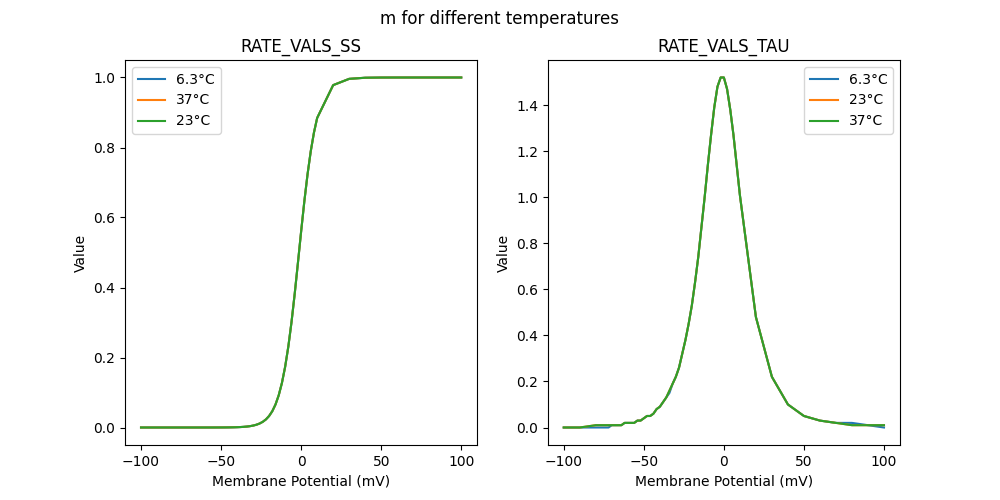 m for different temperatures
RATE_VALS_SS
RATE_VALS_TAU
6.3°C
37°C
23°C
6.3°C
23°C
37°C
Value
1.0
0.8
0.6
0.4
0.2
0.0
−100
−50
0
50
100
Membrane Potential (mV)
Value
1.4
1.2
1.0
0.8
0.6
0.4
0.2
0.0
−100
−50
0
50
100
Membrane Potential (mV)